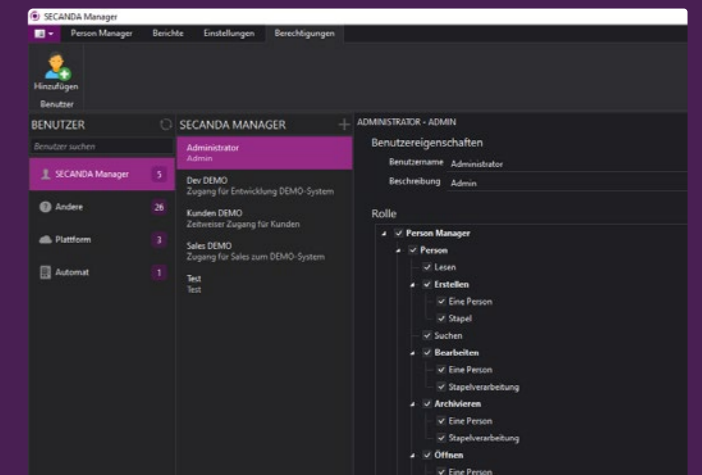 SECANDA Manager
Person Manager Berichte Einstellungen Berechtigungen
Hinzufügen
Benutzer
BENUTZER
Benutzer suchen
SECANDA Manager 5
Andere 26
Plattform 3
Automat 1
SECANDA MANAGER
Administrator
Admin
Dev DEMO
Zugang für Entwicklung DEMO-System
Kunden DEMO
Zeitweiser Zugang für Kunden
Sales DEMO
Zugang für Sales zum DEMO-System
Test
Test
ADMINISTRATOR - ADMIN
Benutzereigenschaften
Benutzername Administrator
Beschreibung Admin
Rolle
Person Manager
Person
Lesen
Erstellen
Eine Person
Stapel
Suchen
Bearbeiten
Eine Person
Stapelverarbeitung
Archivieren
Eine Person
Stapelverarbeitung
Öffnen
Eine Person